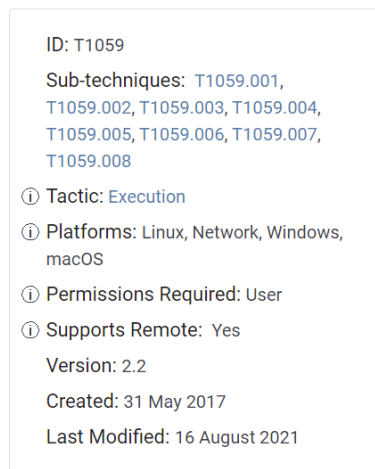 ID: T1059
Sub-techniques: T1059.001,
T1059.002, T1059.003, T1059.004,
T1059.005, T1059.006, T1059.007,
T1059.008
ⓘ Tactic: Execution
ⓘ Platforms: Linux, Network, Windows,
macOS
ⓘ Permissions Required: User
ⓘ Supports Remote: Yes
Version: 2.2
Created: 31 May 2017
Last Modified: 16 August 2021